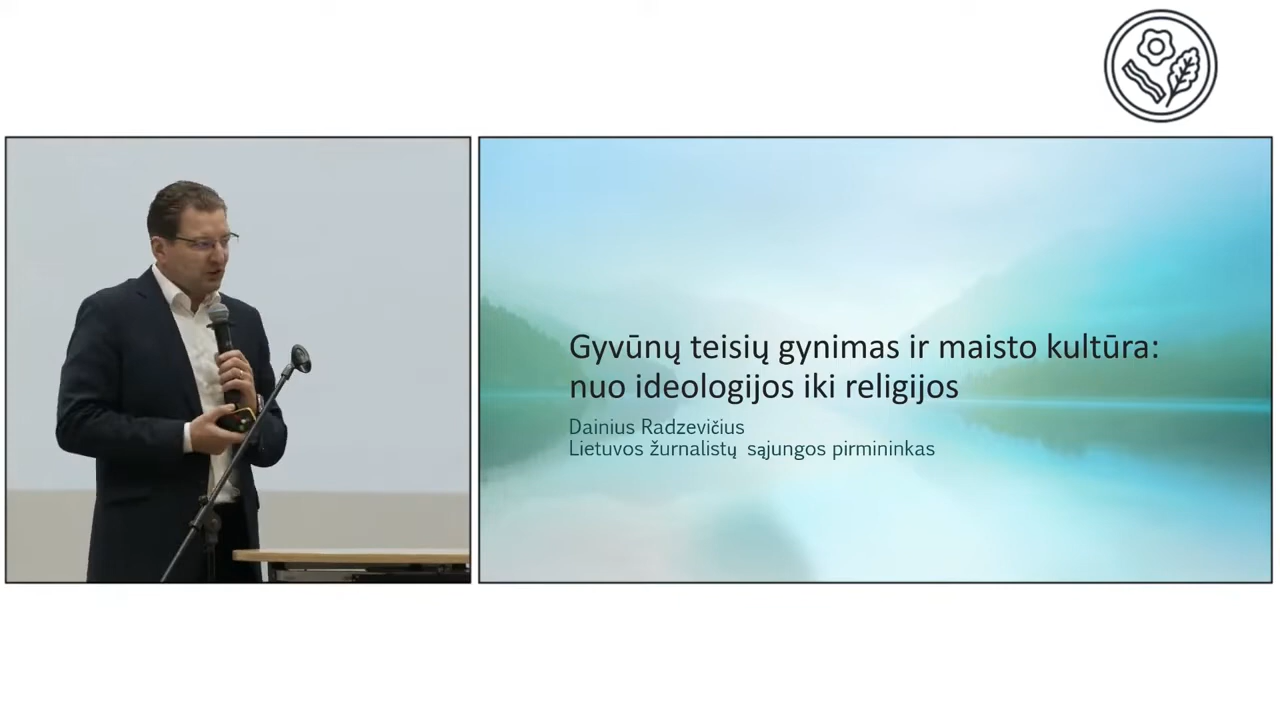 Gyvūnų teisių gynimas ir maisto kultūra:
nuo ideologijos iki religijos
Dainius Radzevičius
Lietuvos žurnalistų sąjungos pirmininkas